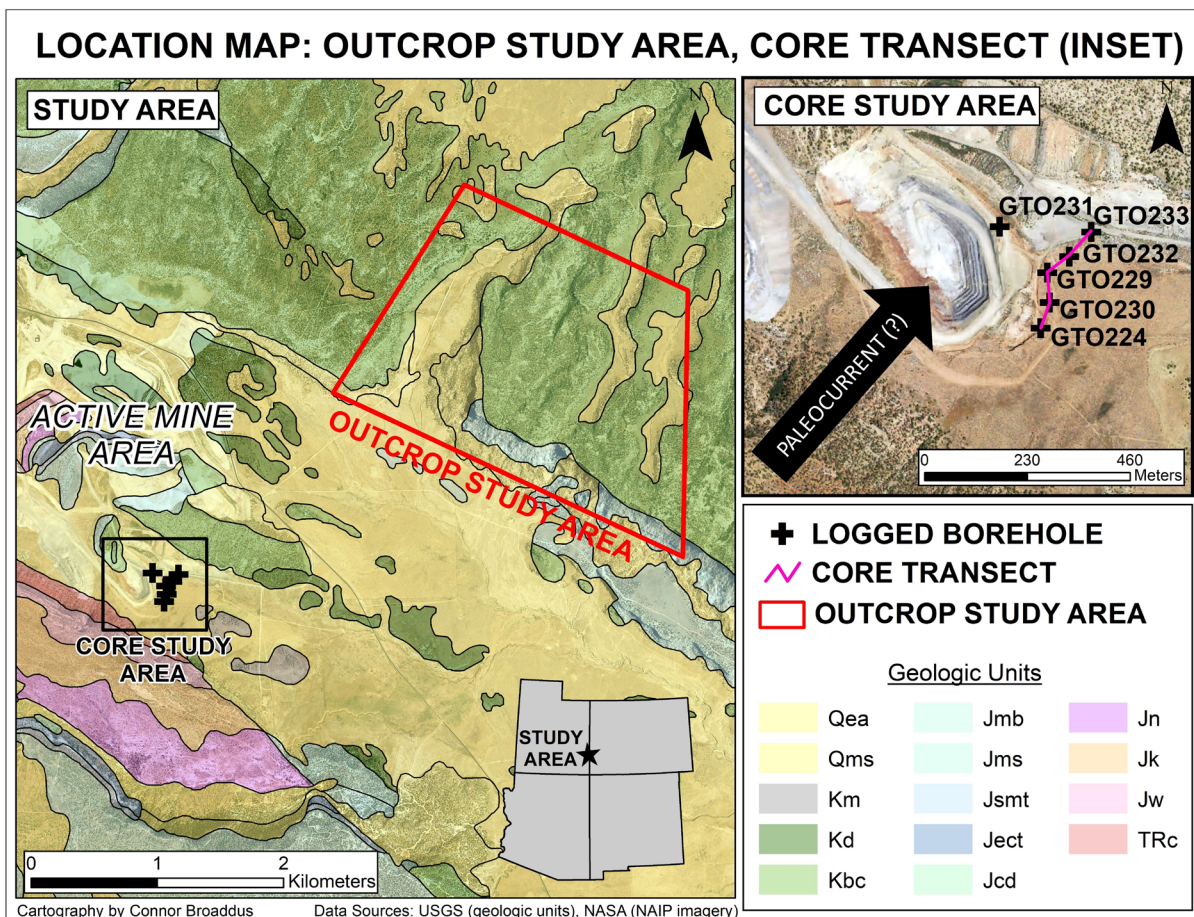 LOCATION MAP: OUTCROP STUDY AREA, CORE TRANSECT (INSET)
STUDY AREA
N
OUTCROP STUDY AREA
ACTIVE MINE
AREA
CORE STUDY
AREA
STUDY
AREA
0 1 2
Kilometers
CORE STUDY AREA
N
GTO231
GTO233
GTO232
GTO229
GTO230
GTO224
PALEOCURRENT (?)
0 230 460
Meters
LOGGED BOREHOLE
CORE TRANSECT
OUTCROP STUDY AREA
Geologic Units
Qea
Qms
Km
Kd
Kbc
Jmb
Jms
Jsmt
Ject
Jcd
Jn
Jk
Jw
TRc
Cartography by Connor Broaddus
Data Sources: USGS (geologic units), NASA (NAIP imagery)